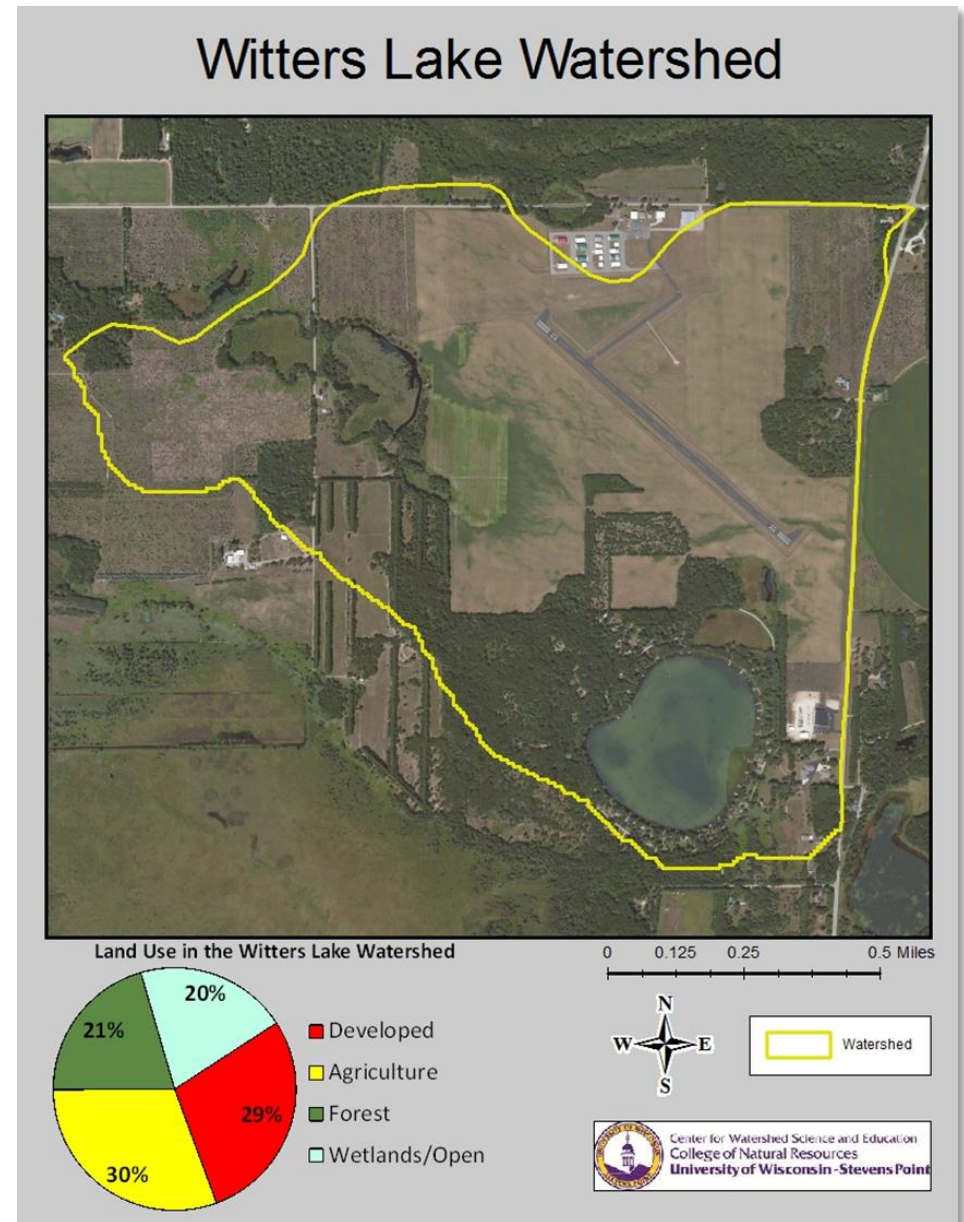 Witters Lake Watershed
Land Use in the Witters Lake Watershed
20%
21%
29%
30%
Developed
Agriculture
Forest
Wetlands/Open
0 0.125 0.25 0.5 Miles
N
W E
S
Watershed
Center for Watershed Science and Education
College of Natural Resources
University of Wisconsin - Stevens Point